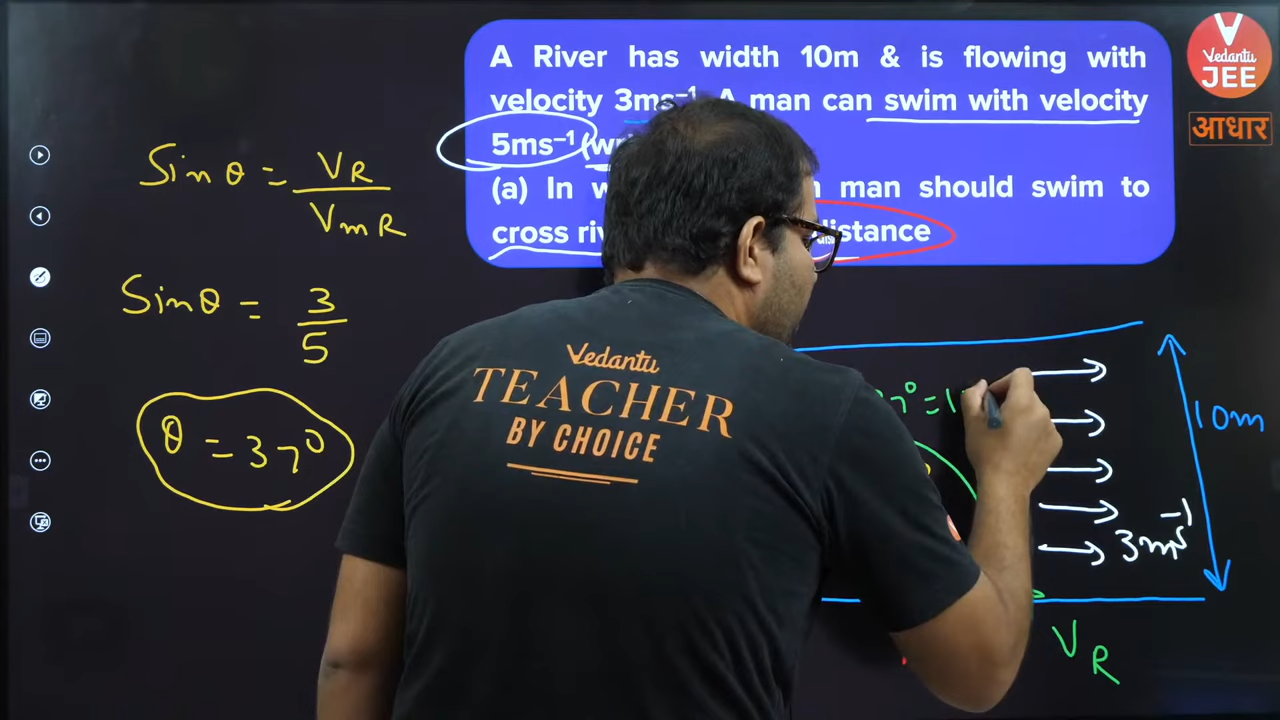 A River has width 10m & is flowing with
velocity 3ms⁻¹. A man can swim with velocity
5ms⁻¹
(a) In man should swim to
cross distance
Vedantu
JEE
आधार
Sin θ = VR / VmR
Sin θ = 3/5
θ = 37°
Vedantu
TEACHER
BY CHOICE
10m
3ms⁻¹
VR